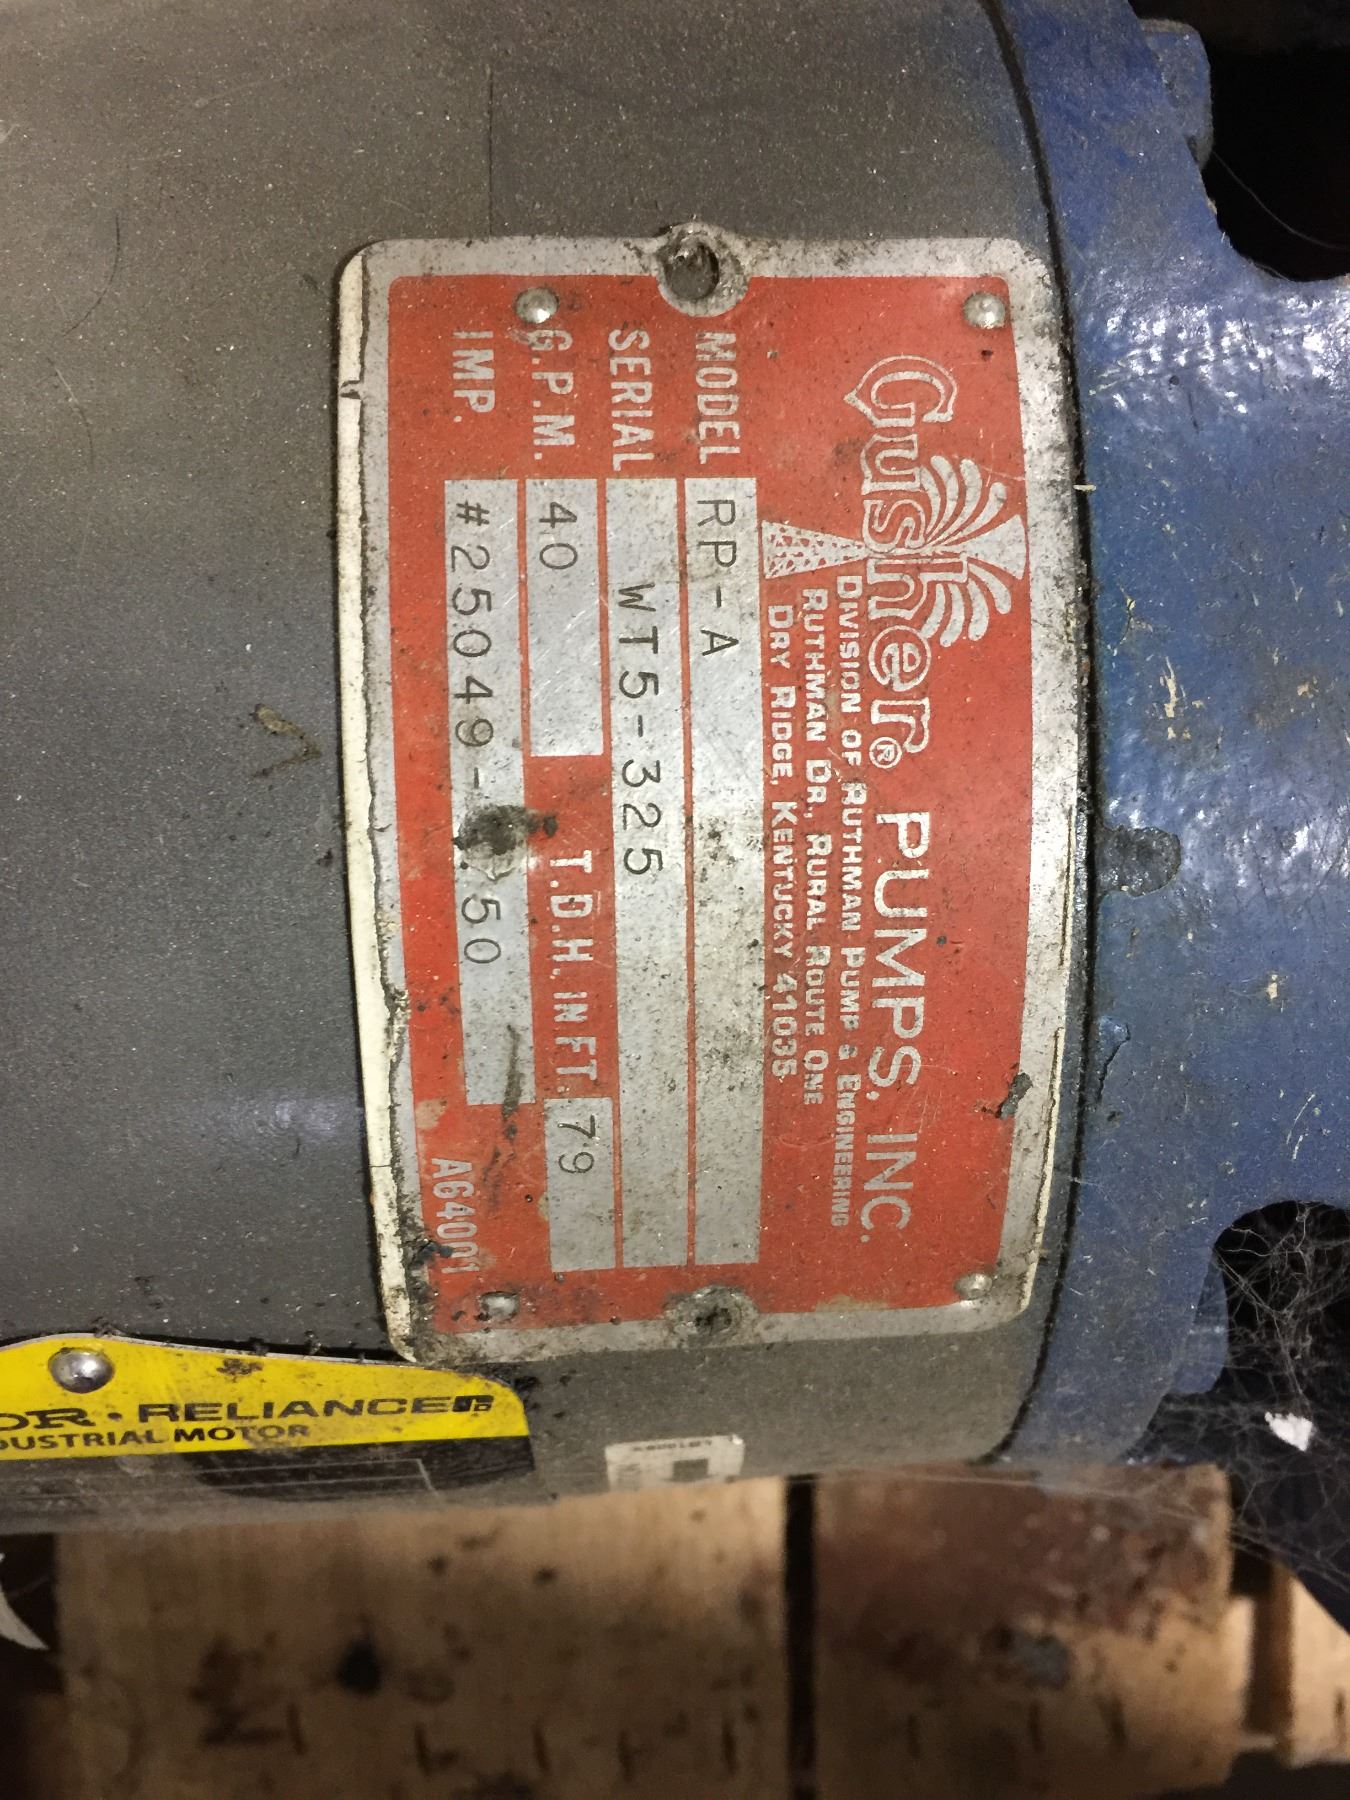 Gusher® PUMPS, INC.
DIVISION OF RUTHMAN PUMP & ENGINEERING
RUTHMAN DR., RURAL ROUTE ONE
DRY RIDGE, KENTUCKY 41035
MODEL RP-A
SERIAL WT5-325
G.P.M. 40 T.D.H. IN FT. 79
IMP. #25049- .50
AG4001
RELIANCE
MOTOR